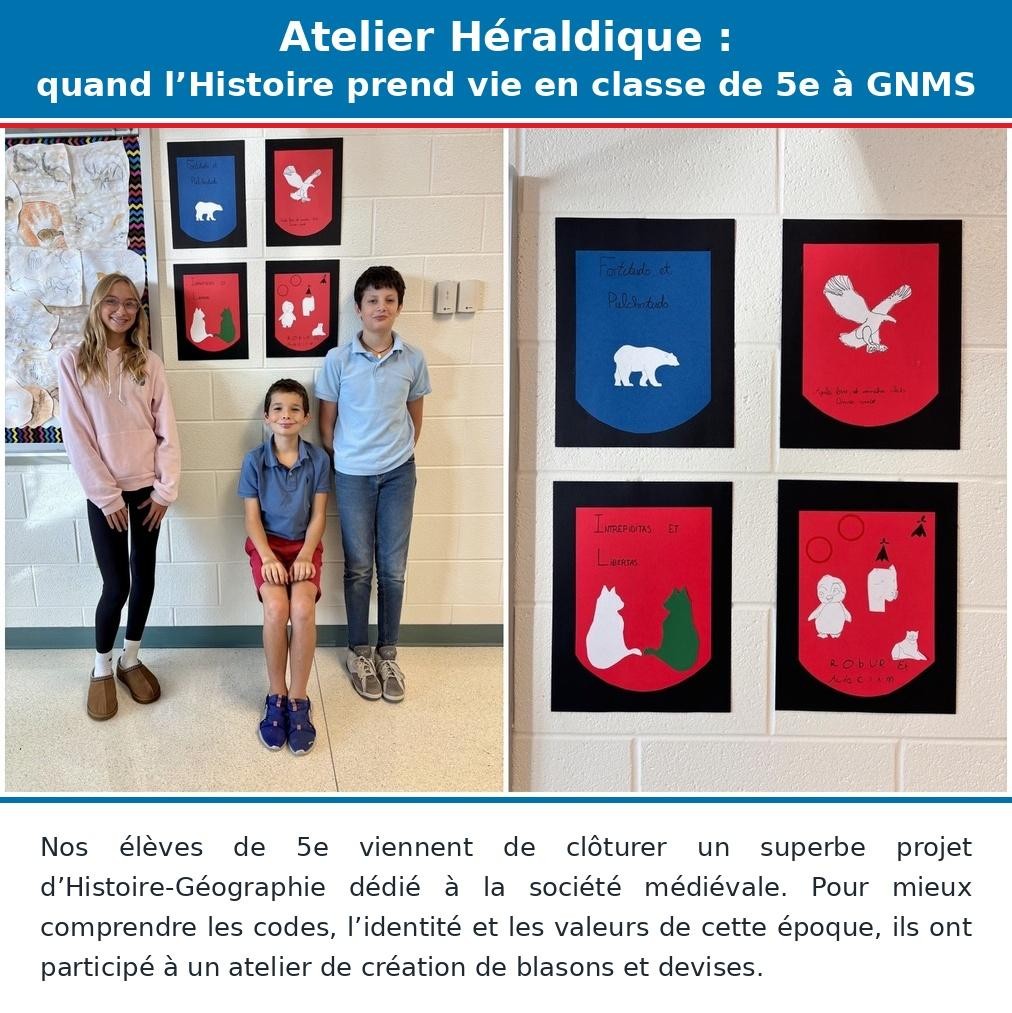 Atelier Héraldique :
quand l’Histoire prend vie en classe de 5e à GNMS
Fortitudo et
Pulchritudo
INTREPIDITAS ET
LIBERTAS
RObUR Et
Nos élèves de 5e viennent de clôturer un superbe projet
d’Histoire-Géographie dédié à la société médiévale. Pour mieux
comprendre les codes, l’identité et les valeurs de cette époque, ils ont
participé à un atelier de création de blasons et devises.